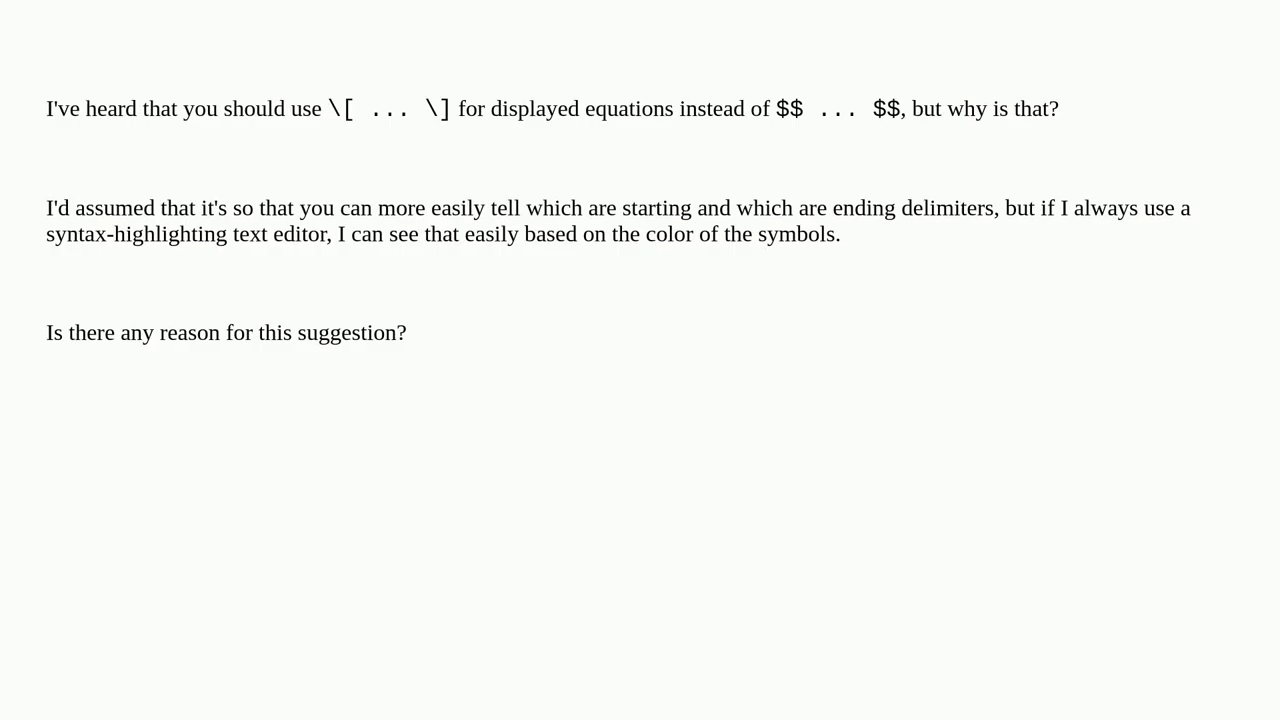 I've heard that you should use \[ ... \] for displayed equations instead of $$ ... $$, but why is that?
I'd assumed that it's so that you can more easily tell which are starting and which are ending delimiters, but if I always use a
syntax-highlighting text editor, I can see that easily based on the color of the symbols.
Is there any reason for this suggestion?